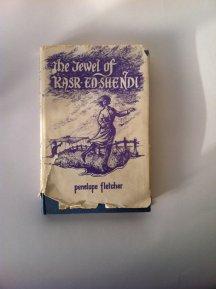 The Jewel of
KASR-ED-SHENDI
penelope fletcher